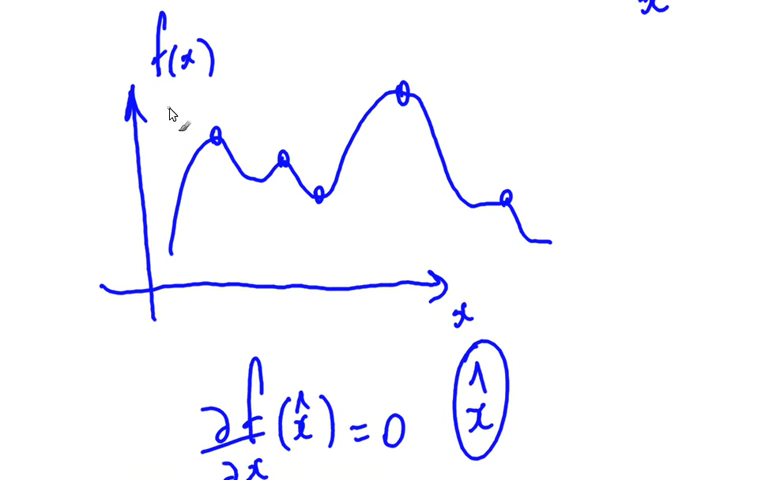 x
f(x)
x
x̂
∂f/∂x (x̂) = 0